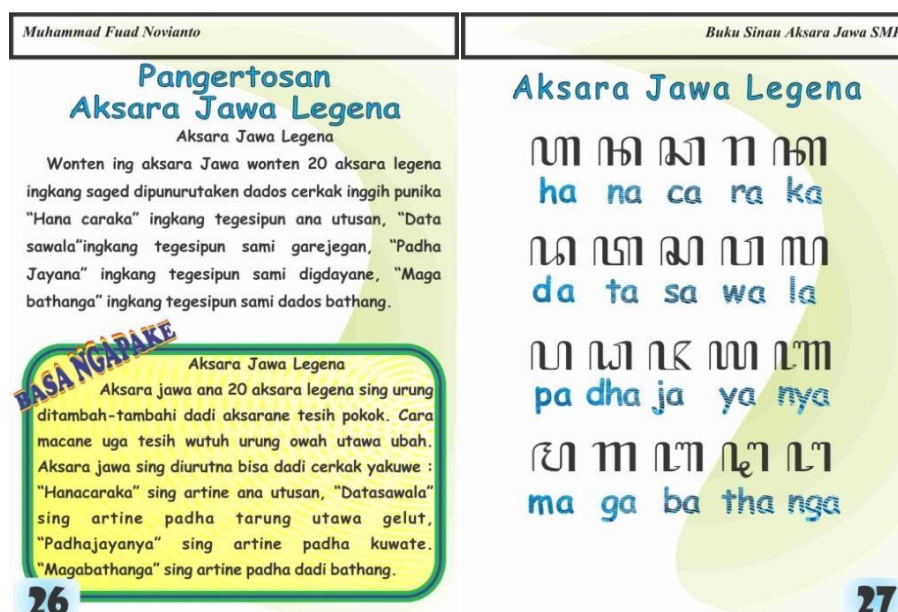 Muhammad Fuad Novianto
Pangertosan
Aksara Jawa Legena
Aksara Jawa Legena
Wonten ing aksara Jawa wonten 20 aksara legena
ingkang saged dipunurutaken dados cerkak inggih punika
“Hana caraka” ingkang tegesipun ana utusan, “Data
sawala”ingkang tegesipun sami garejegan, “Padha
Jayana” ingkang tegesipun sami digdayane, “Maga
bathanga” ingkang tegesipun sami dados bathang.
BASA NGAPAKE
Aksara Jawa Legena
Aksara jawa ana 20 aksara legena sing urung
ditambah-tambahi dadi aksarane tesih pokok. Cara
macane uga tesih wutuh urung owah utawa ubah.
Aksara jawa sing diurutna bisa dadi cerkak yakuwe :
“Hanacaraka” sing artine ana utusan, “Datasawala”
sing artine padha tarung utawa gelut,
“Padhajayanya” sing artine padha kuwate.
“Magabathanga” sing artine padha dadi bathang.
26
Buku Sinau Aksara Jawa SMP
Aksara Jawa Legena
ꦲ ꦤ ꦕ ꦫ ꦏ
ha na ca ra ka
ꦢ ꦠ ꦱ ꦮ ꦭ
da ta sa wa la
ꦥ ꦝ ꦗ ꦪ ꦚ
pa dha ja ya nya
ꦩ ꦒ ꦧ ꦛ ꦔ
ma ga ba tha nga
27